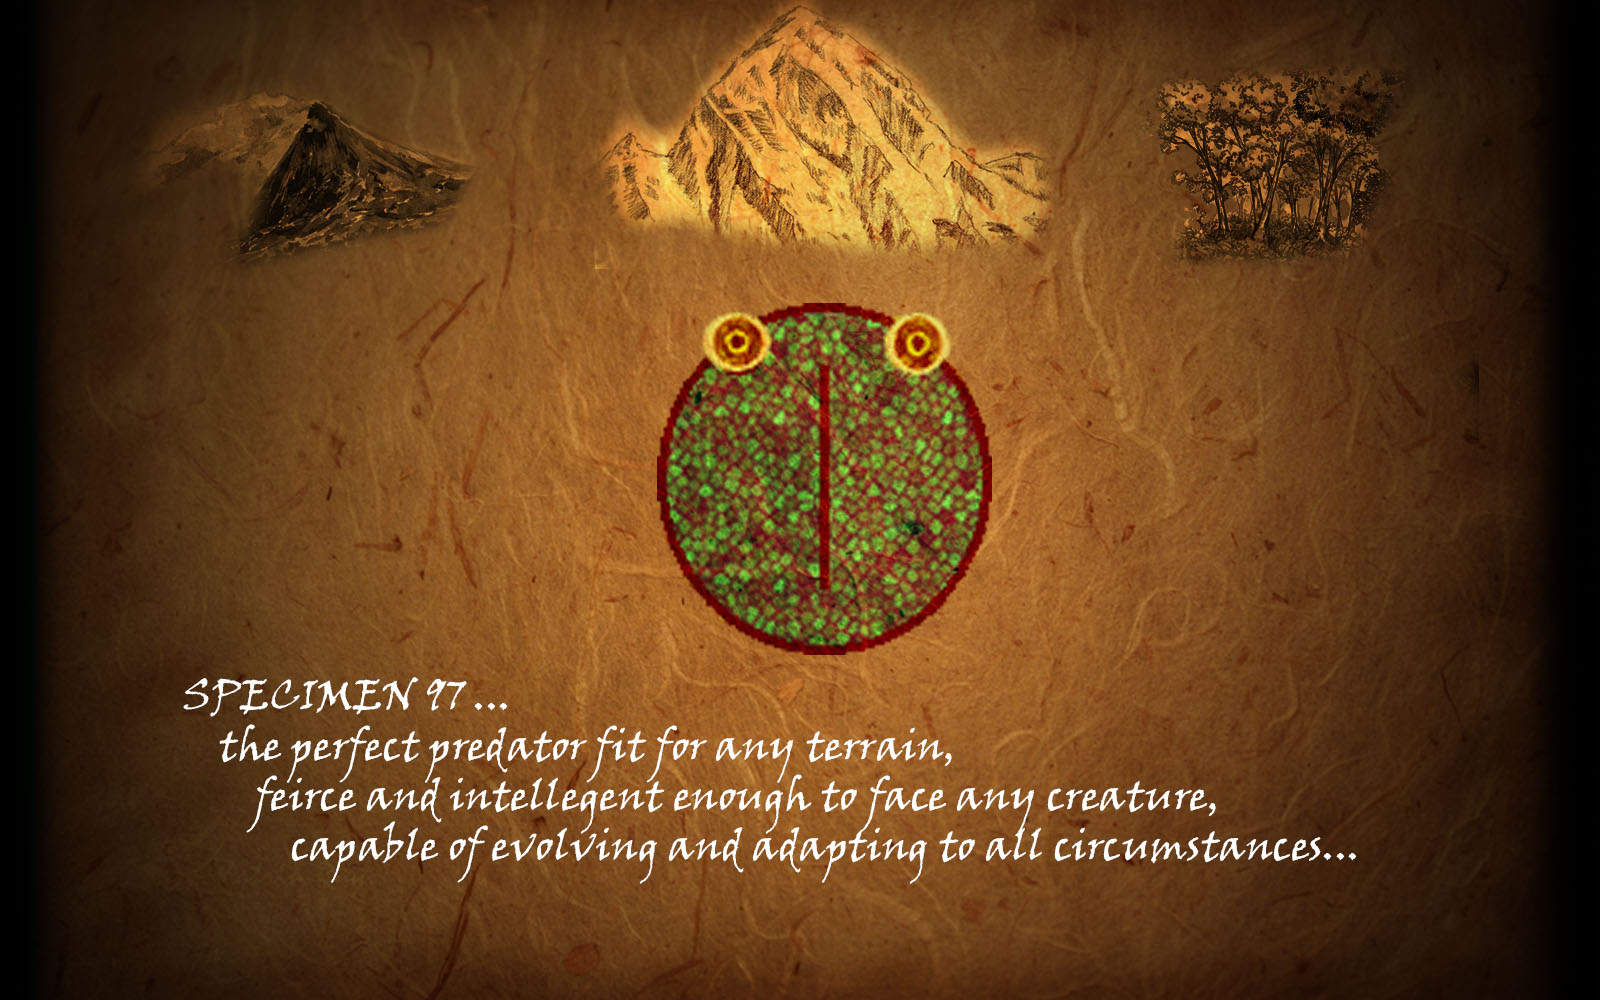 SPECIMEN 97...
the perfect predator fit for any terrain,
feirce and intellegent enough to face any creature,
capable of evolving and adapting to all circumstances...